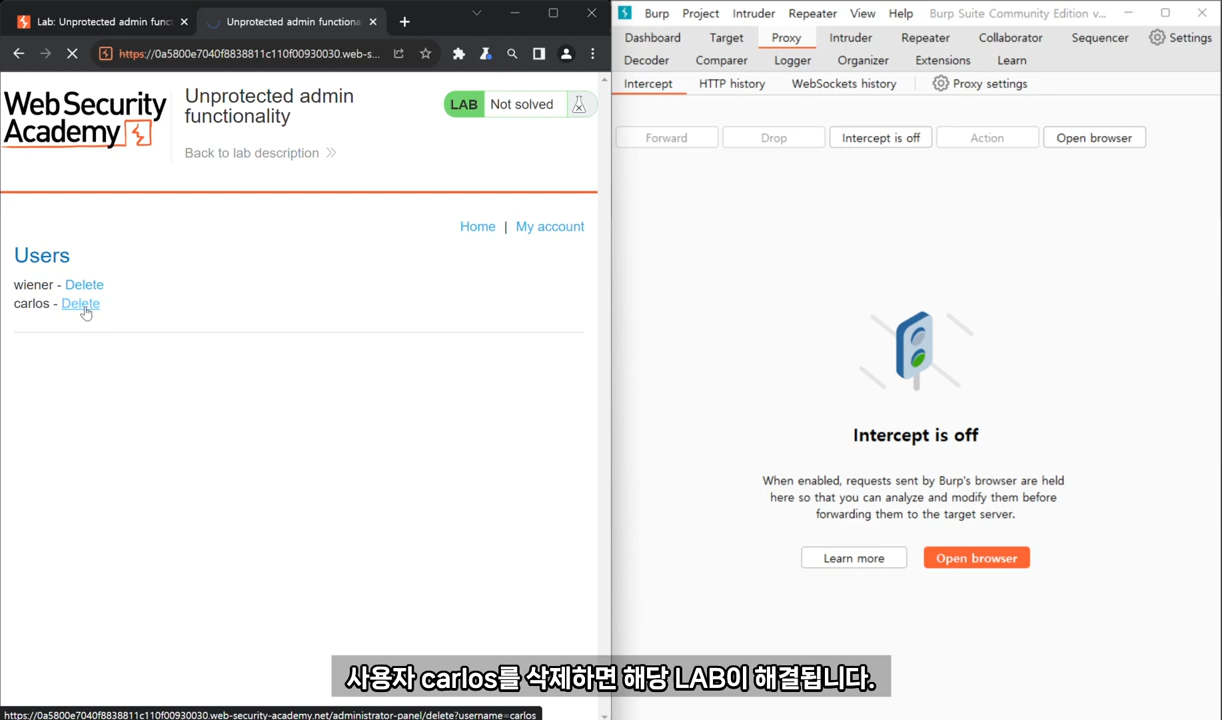 Lab: Unprotected admin funct
Unprotected admin functiona
https://0a5800e7040f8838811c110f00930030.web-s...
WebSecurity
Academy
Unprotected admin
functionality
Back to lab description
LAB Not solved
Home | My account
Users
wiener - Delete
carlos - Delete
https://0a5800e7040f8838811c110f00930030.web-security-academy.net/administrator-panel/delete?username=carlos
Burp Project Intruder Repeater View Help Burp Suite Community Edition v...
Dashboard Target Proxy Intruder Repeater Collaborator Sequencer Settings
Decoder Comparer Logger Organizer Extensions Learn
Intercept HTTP history WebSockets history Proxy settings
Forward Drop Intercept is off Action Open browser
Intercept is off
When enabled, requests sent by Burp's browser are held
here so that you can analyze and modify them before
forwarding them to the target server.
Learn more Open browser
사용자 carlos를 삭제하면 해당 LAB이 해결됩니다.